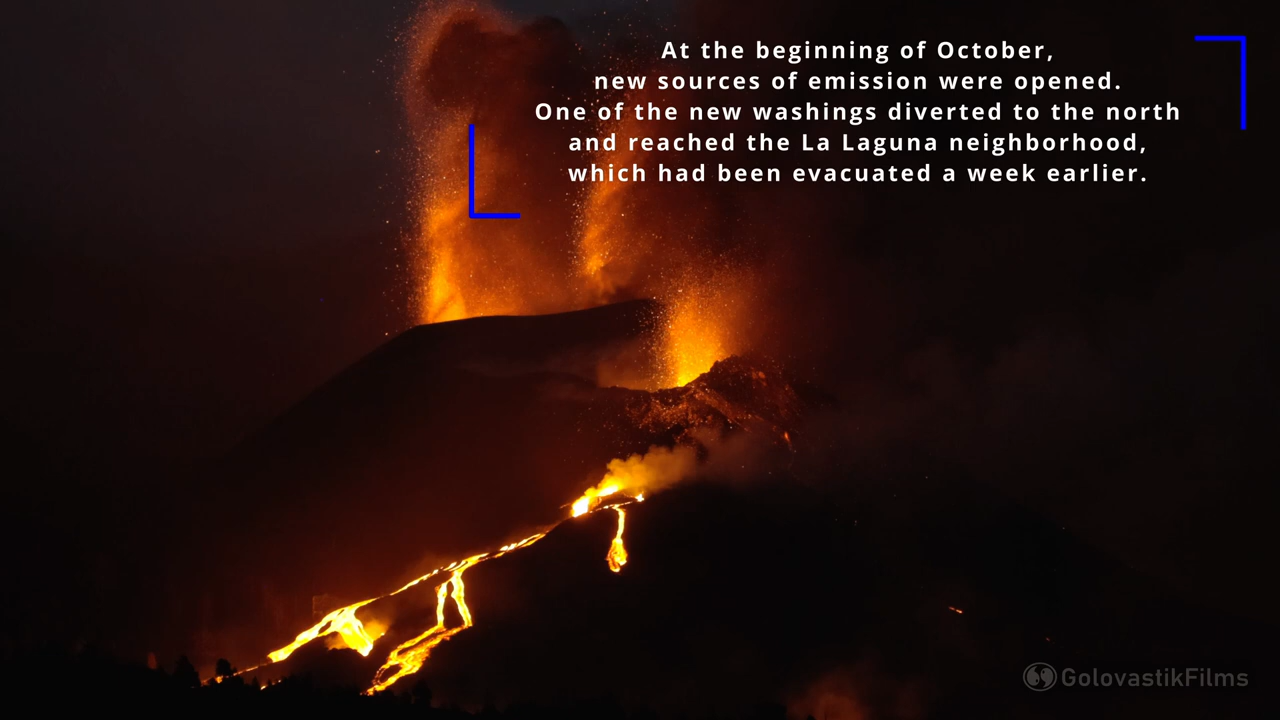 At the beginning of October,
new sources of emission were opened.
One of the new washings diverted to the north
and reached the La Laguna neighborhood,
which had been evacuated a week earlier.
GolovastikFilms